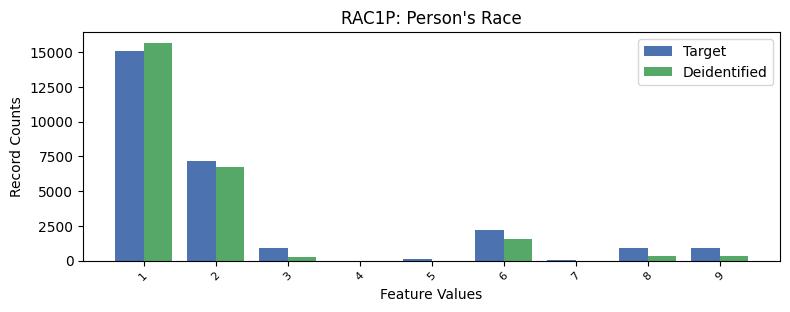 RAC1P: Person's Race
Target
Deidentified
Record Counts
15000
12500
10000
7500
5000
2500
0
1 2 3 4 5 6 7 8 9
Feature Values